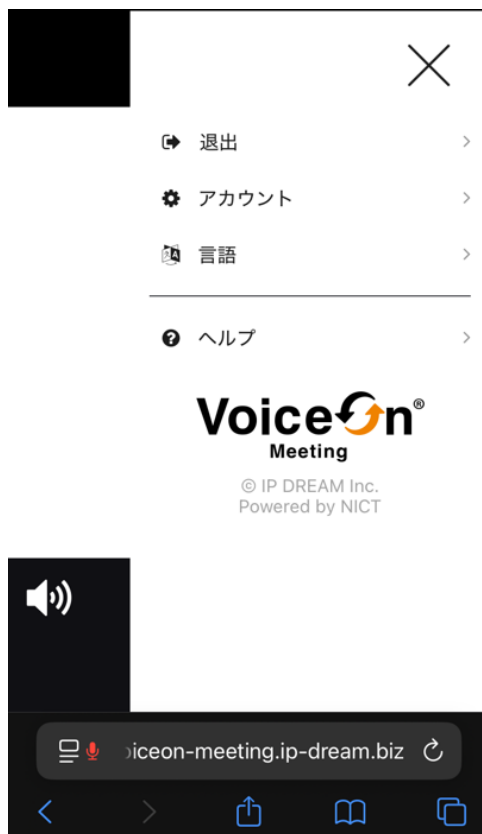 退出
アカウント
言語
ヘルプ
VoiceOn®
Meeting
© IP DREAM Inc.
Powered by NICT
iceon-meeting.ip-dream.biz